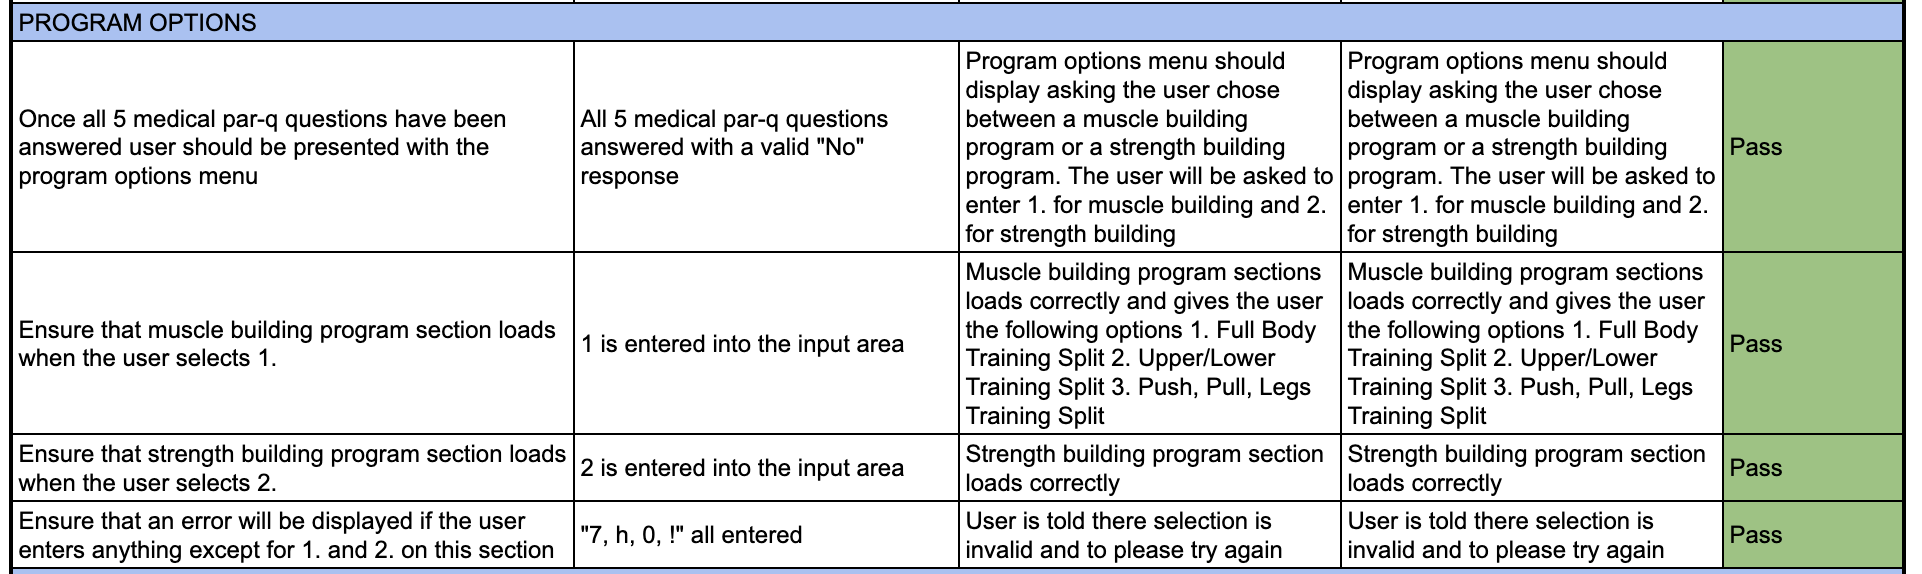 PROGRAM OPTIONS
Once all 5 medical par-q questions have been
answered user should be presented with the
program options menu
All 5 medical par-q questions
answered with a valid "No"
response
Program options menu should
display asking the user chose
between a muscle building
program or a strength building
program. The user will be asked to
enter 1. for muscle building and 2.
for strength building
Program options menu should
display asking the user chose
between a muscle building
program or a strength building
program. The user will be asked to
enter 1. for muscle building and 2.
for strength building
Pass
Ensure that muscle building program section loads
when the user selects 1.
1 is entered into the input area
Muscle building program sections
loads correctly and gives the user
the following options 1. Full Body
Training Split 2. Upper/Lower
Training Split 3. Push, Pull, Legs
Training Split
Muscle building program sections
loads correctly and gives the user
the following options 1. Full Body
Training Split 2. Upper/Lower
Training Split 3. Push, Pull, Legs
Training Split
Pass
Ensure that strength building program section loads
when the user selects 2.
2 is entered into the input area
Strength building program section
loads correctly
Strength building program section
loads correctly
Pass
Ensure that an error will be displayed if the user
enters anything except for 1. and 2. on this section
"7, h, 0, !" all entered
User is told there selection is
invalid and to please try again
User is told there selection is
invalid and to please try again
Pass